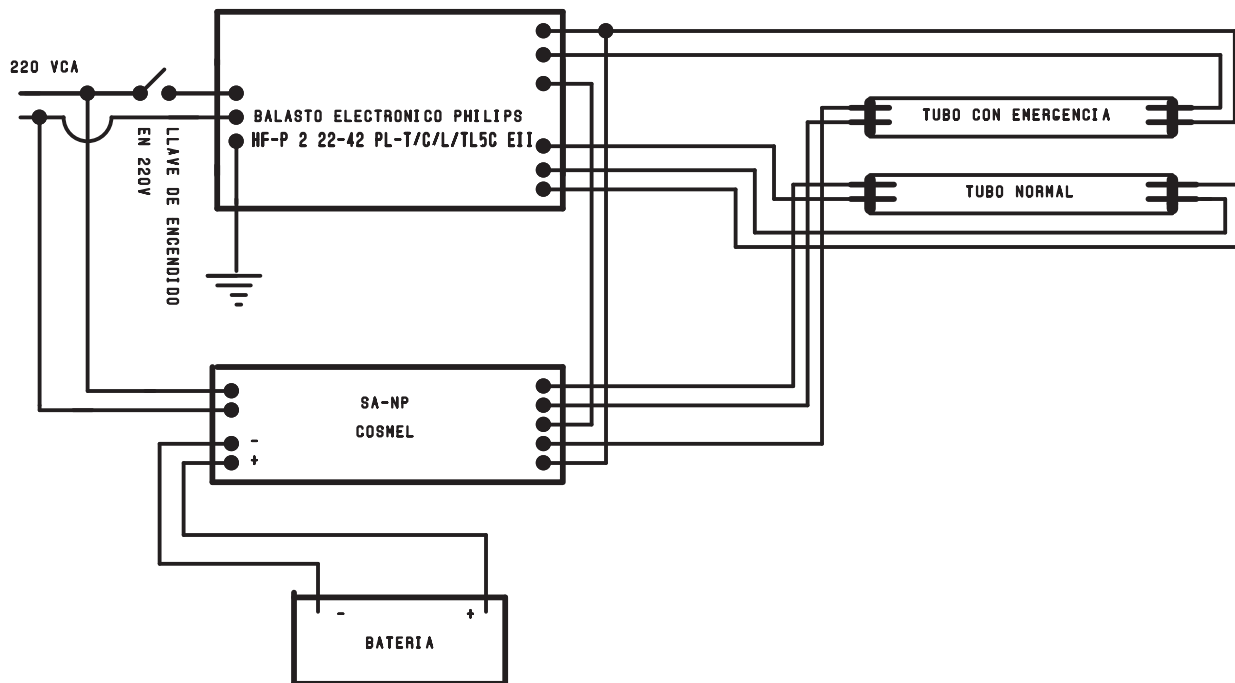 220 VCA
BALASTO ELECTRONICO PHILIPS
HF-P 2 22-42 PL-T/C/L/TL5C EII
LLAVE DE ENCENDIDO
EN 220V
TUBO CON EMERGENCIA
TUBO NORMAL
SA-NP
COSMEL
-
+
-
+
BATERIA